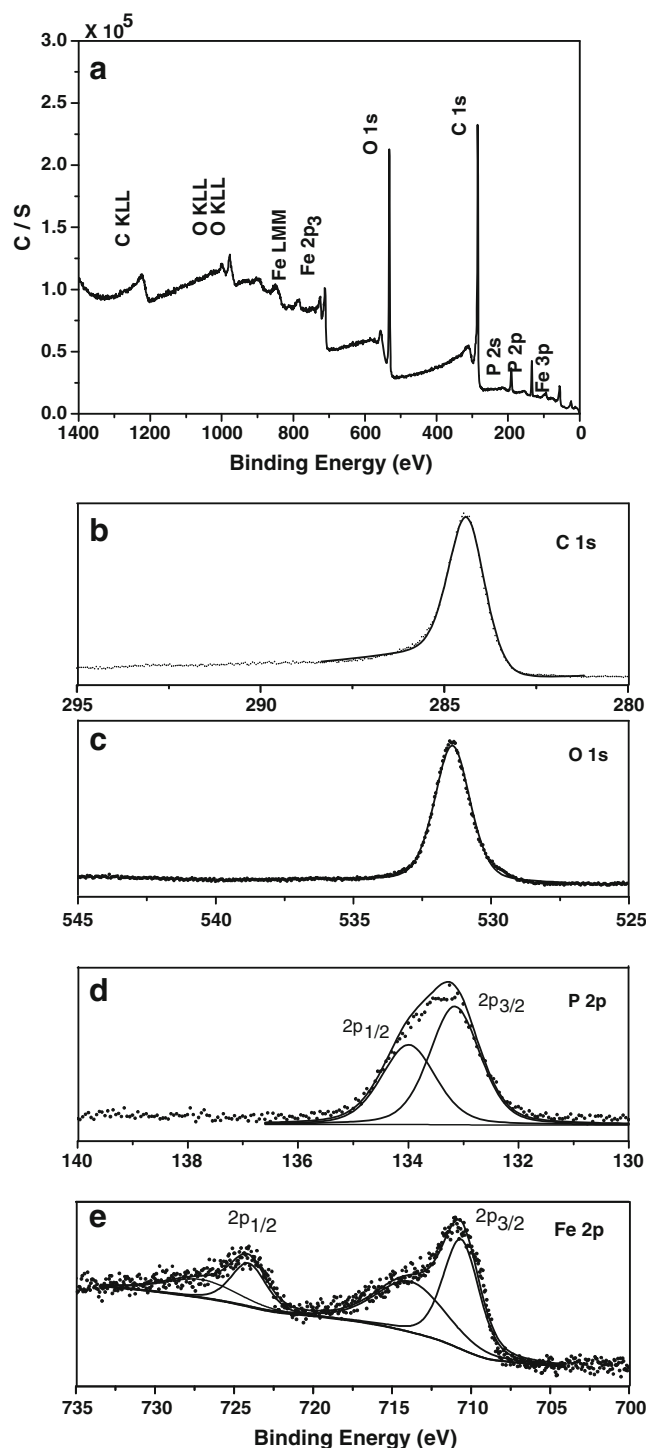 X 10⁵
a
3.0
2.5
2.0
1.5
1.0
0.5
0.0
C / S
C KLL
O KLL
O KLL
Fe LMM
Fe 2p₃
O 1s
C 1s
P 2s
P 2p
Fe 3p
1400 1200 1000 800 600 400 200 0
Binding Energy (eV)
b
C 1s
295 290 285 280
c
O 1s
545 540 535 530 525
d
2p₁/₂
2p₃/₂
P 2p
140 138 136 134 132 130
e
2p₁/₂
2p₃/₂
Fe 2p
735 730 725 720 715 710 705 700
Binding Energy (eV)